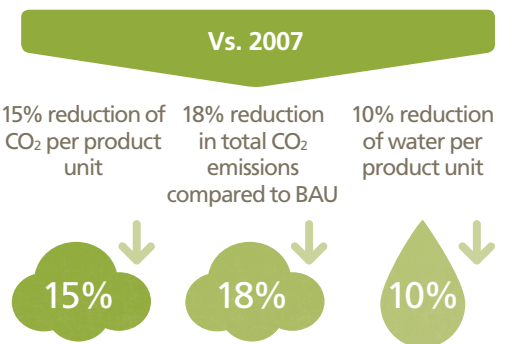 Vs. 2007
15% reduction of
CO₂ per product
unit
18% reduction
in total CO₂
emissions
compared to BAU
10% reduction
of water per
product unit
15%
18%
10%